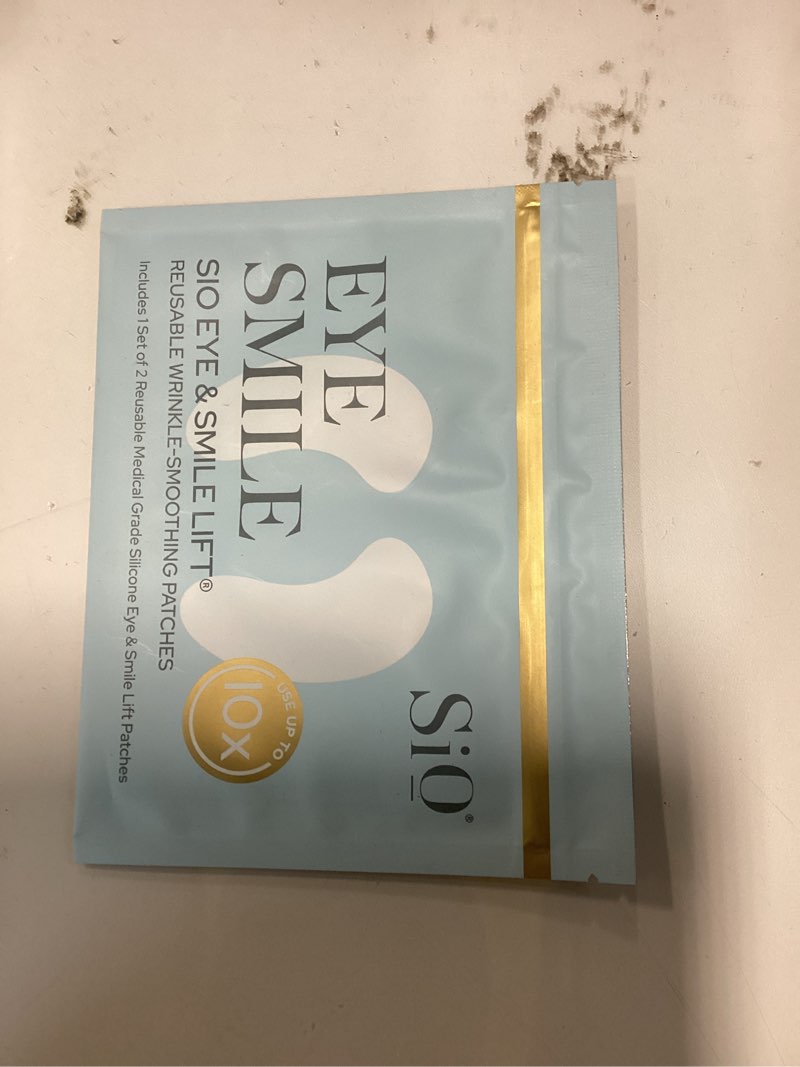 SiO®
EYE
SMILE
SIO EYE & SMILE LIFT®
REUSABLE WRINKLE-SMOOTHING PATCHES
Includes 1 Set of 2 Reusable Medical Grade Silicone Eye & Smile Lift Patches
USE UP TO
10X